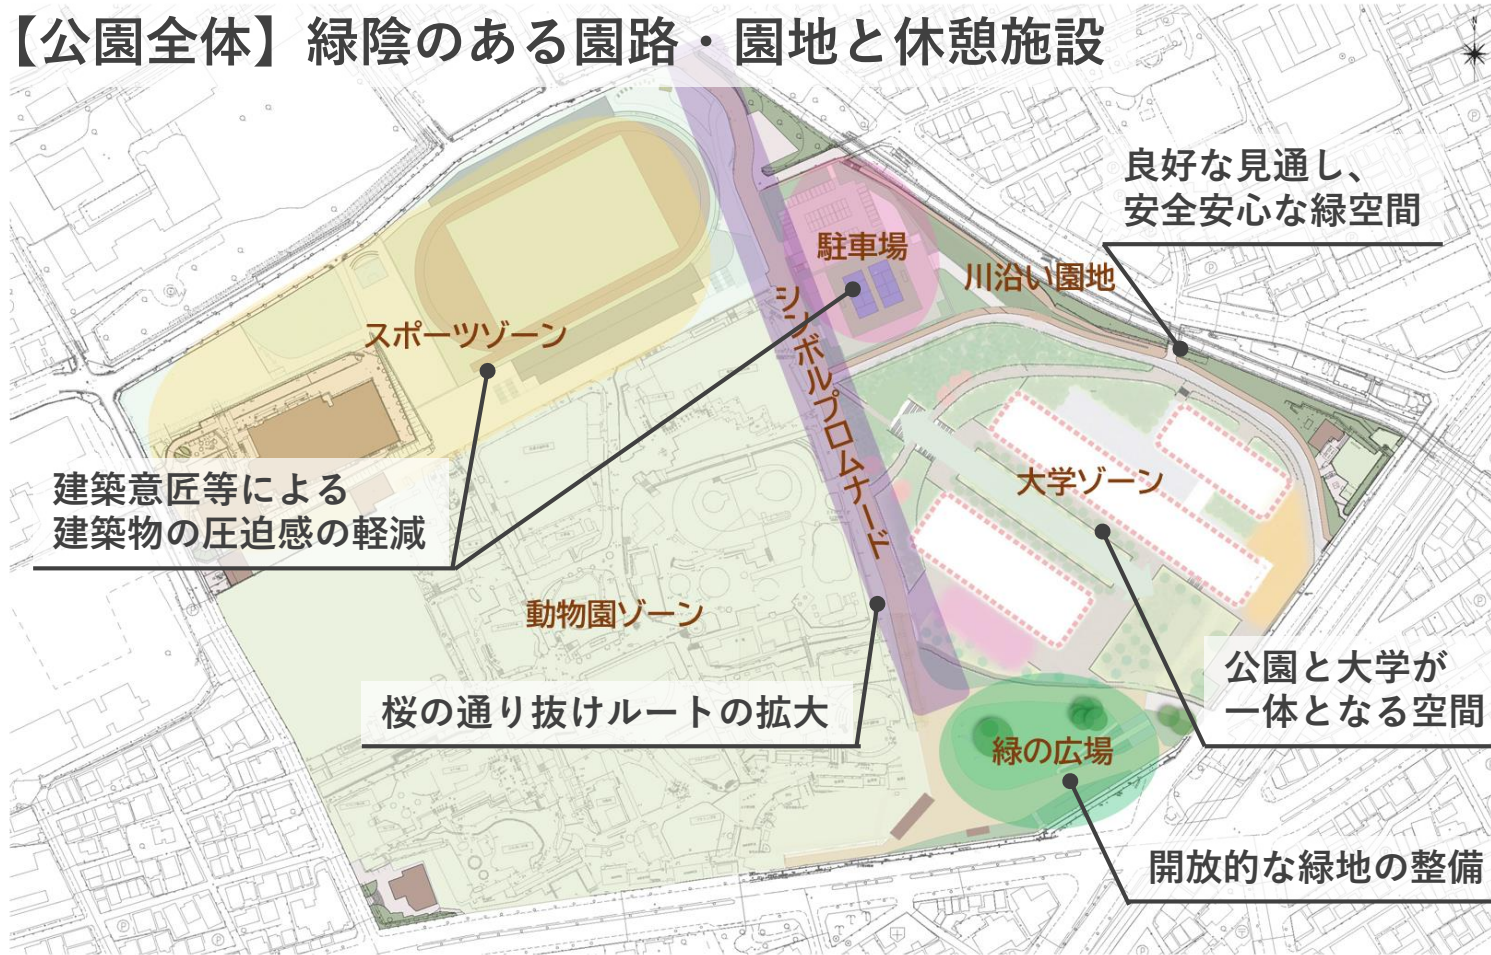 【公園全体】緑陰のある園路・園地と休憩施設
良好な見通し、
安全安心な緑空間
駐車場
川沿い園地
シンボルプロムナード
スポーツゾーン
大学ゾーン
建築意匠等による
建築物の圧迫感の軽減
動物園ゾーン
桜の通り抜けルートの拡大
公園と大学が
一体となる空間
緑の広場
開放的な緑地の整備